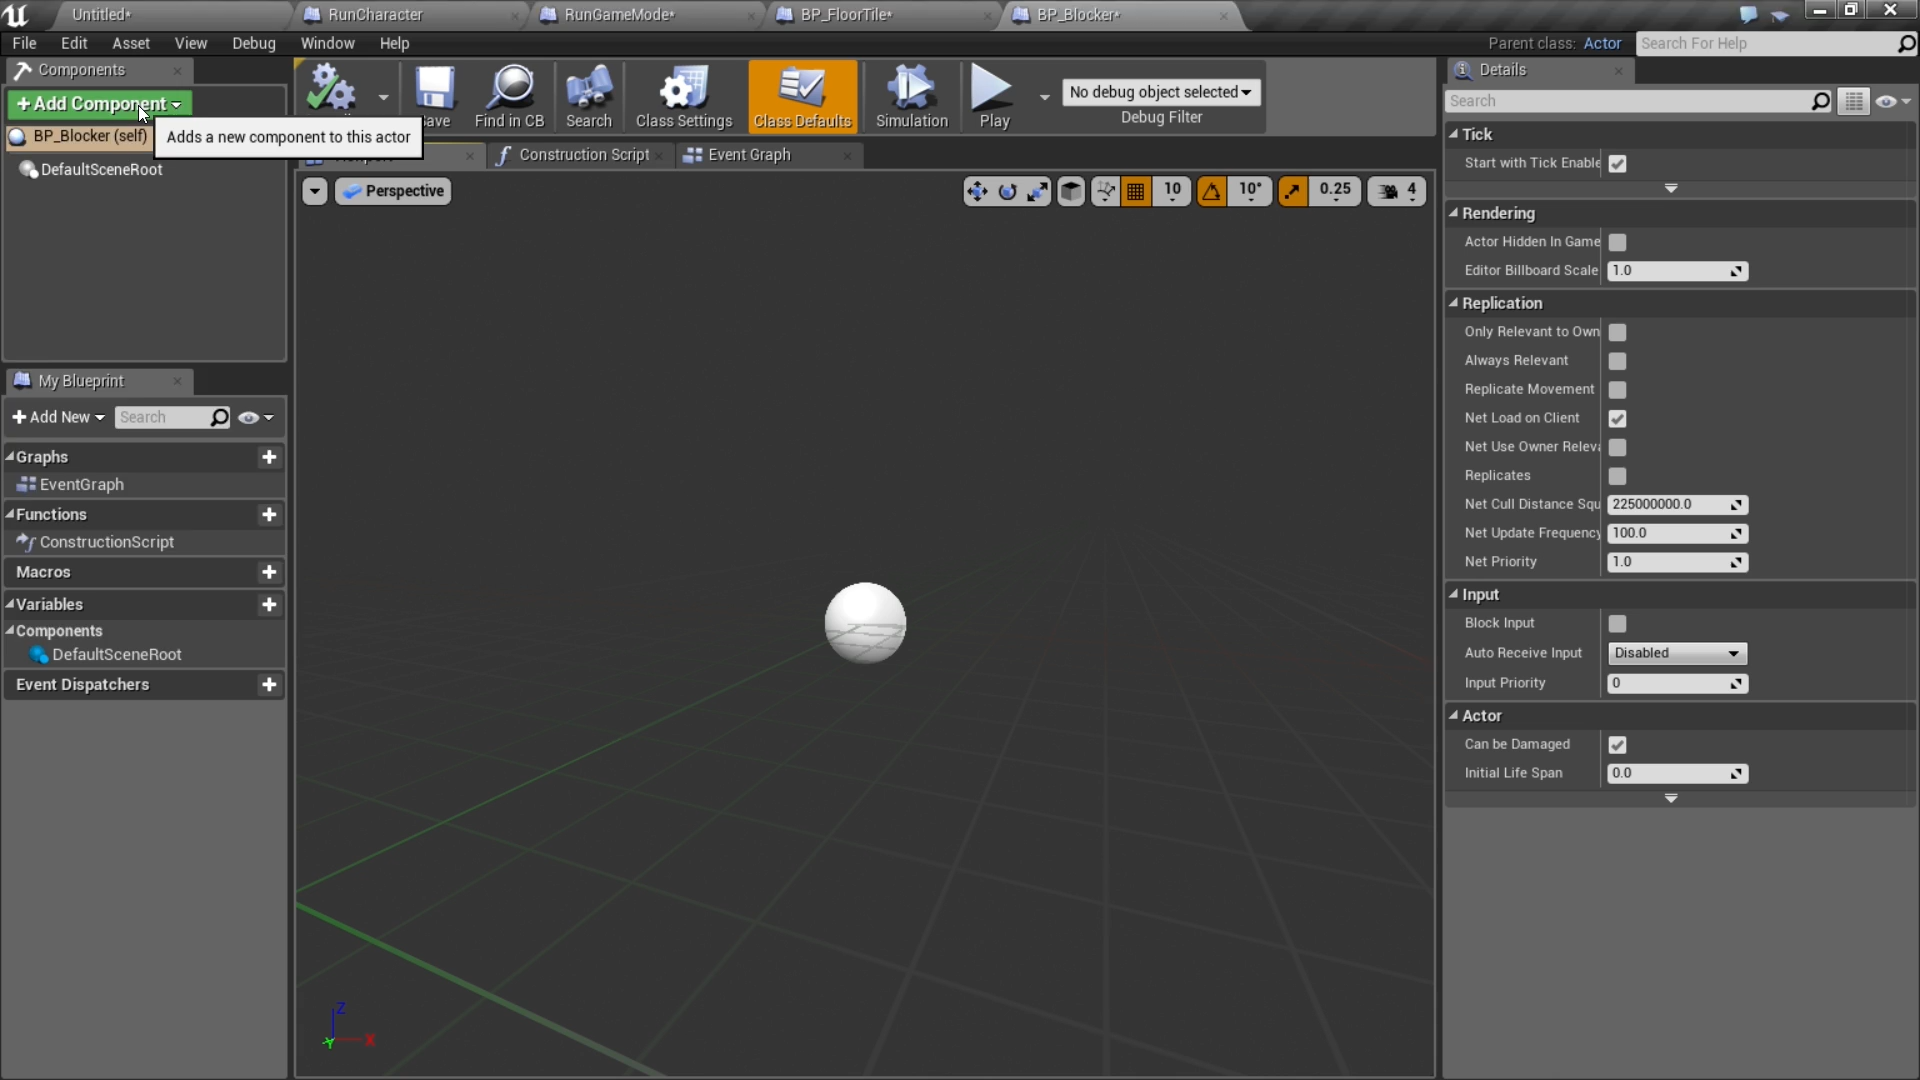 Untitled*
RunCharacter
RunGameMode*
BP_FloorTile*
BP_Blocker*
File Edit Asset View Debug Window Help
Parent class: Actor
Search For Help
Components
+Add Component
BP_Blocker (self)
Adds a new component to this actor
DefaultSceneRoot
Find in CB
Search
Class Settings
Class Defaults
Simulation
Play
No debug object selected
Debug Filter
Construction Script
Event Graph
Perspective
10
10°
0.25
4
My Blueprint
+Add New
Search
Graphs
EventGraph
Functions
ConstructionScript
Macros
Variables
Components
DefaultSceneRoot
Event Dispatchers
Z
Y
X
Details
Search
Tick
Start with Tick Enable
Rendering
Actor Hidden In Game
Editor Billboard Scale 1.0
Replication
Only Relevant to Own
Always Relevant
Replicate Movement
Net Load on Client
Net Use Owner Releva
Replicates
Net Cull Distance Squ 225000000.0
Net Update Frequency 100.0
Net Priority 1.0
Input
Block Input
Auto Receive Input Disabled
Input Priority 0
Actor
Can be Damaged
Initial Life Span 0.0